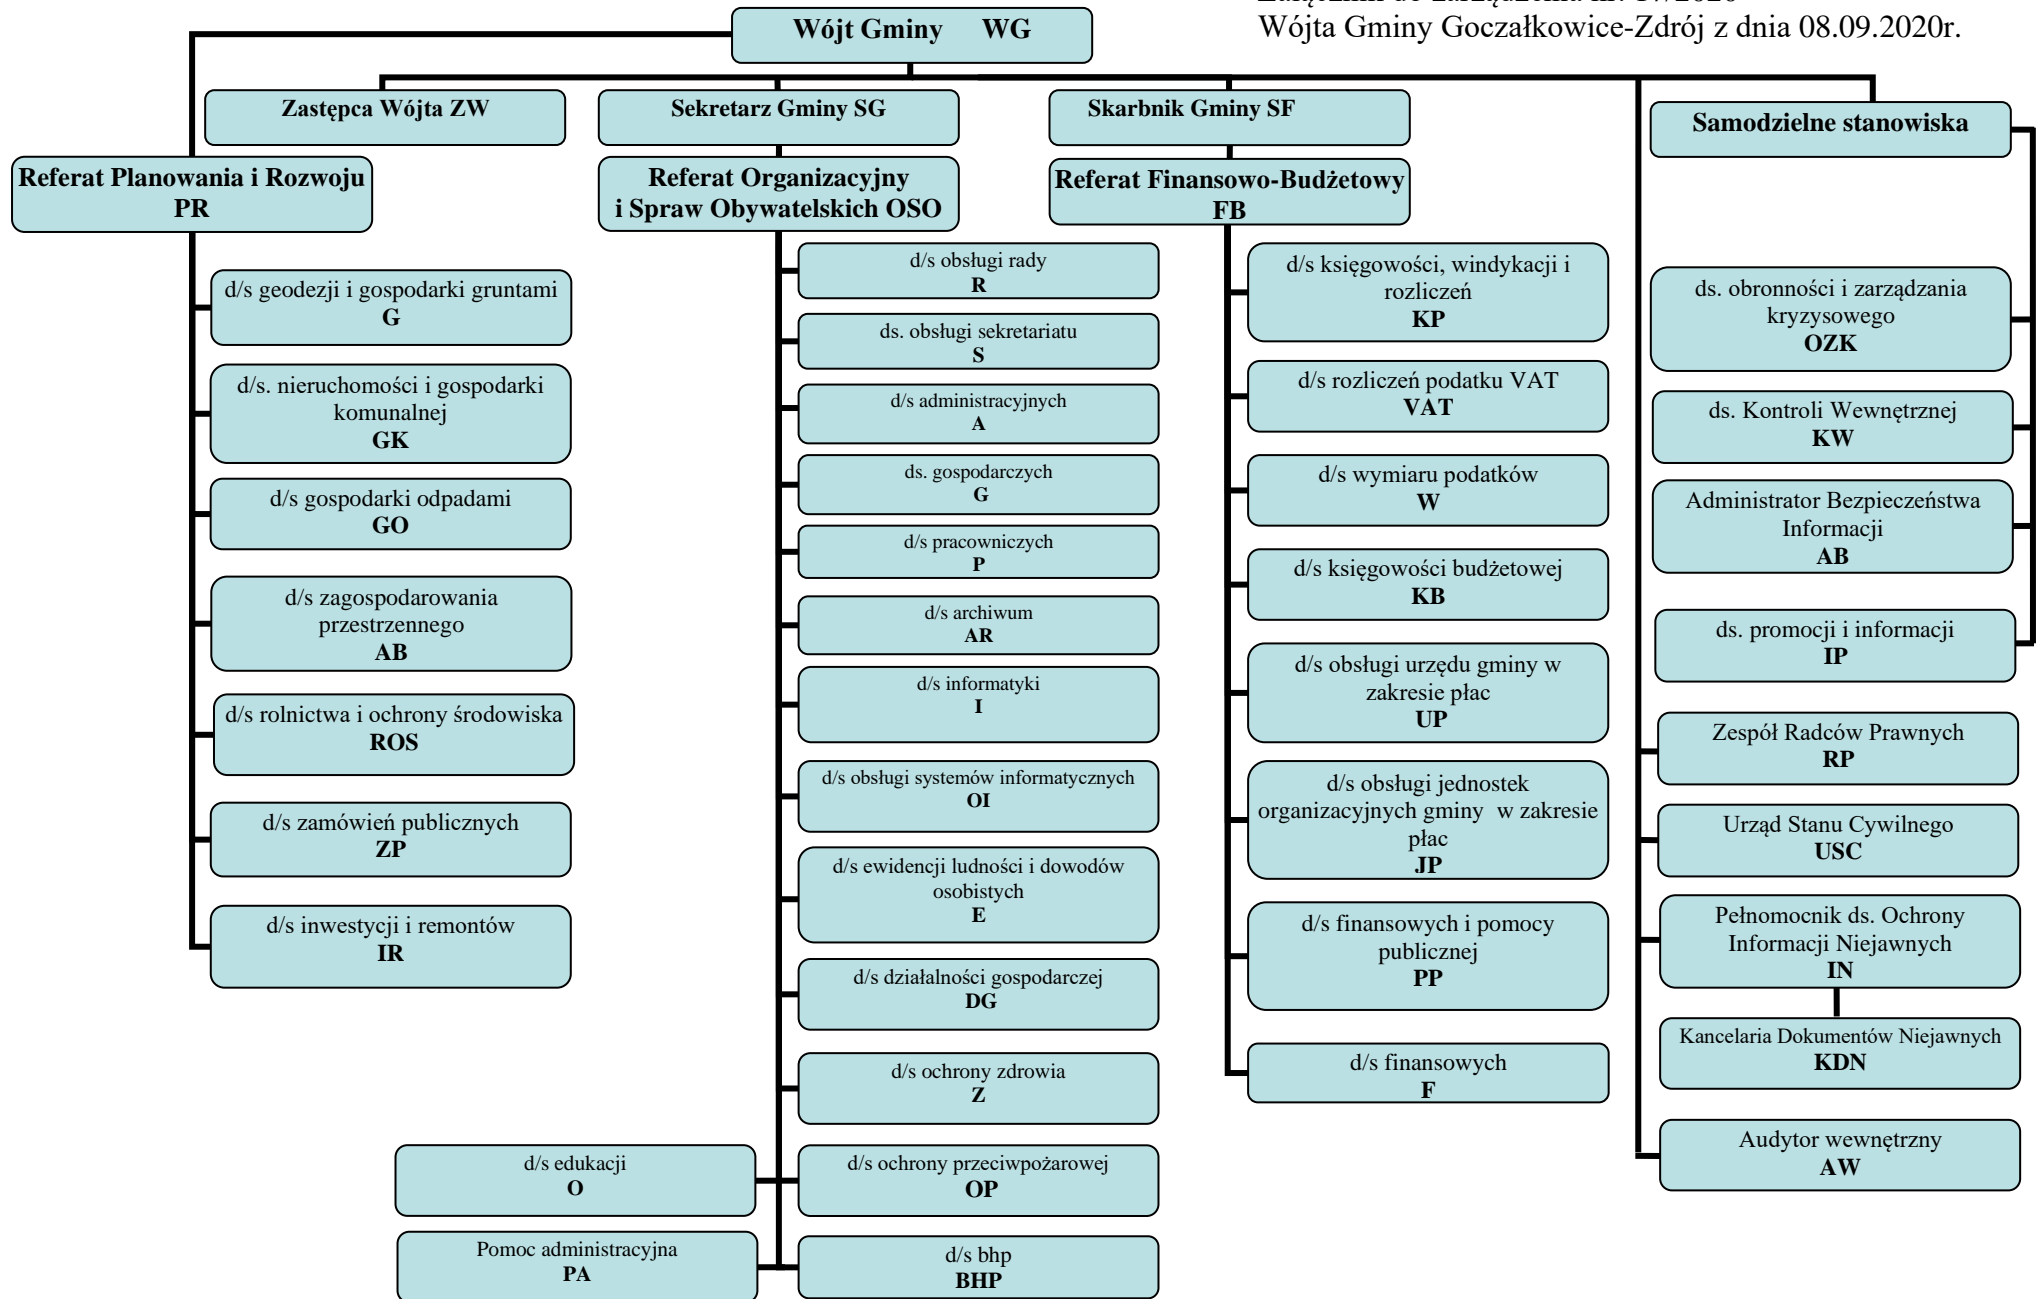 Wójta Gminy Goczałkowice-Zdrój z dnia 08.09.2020r.
Wójt Gminy WG
Zastępca Wójta ZW
Sekretarz Gminy SG
Skarbnik Gminy SF
Samodzielne stanowiska
Referat Planowania i Rozwoju
PR
Referat Organizacyjny
i Spraw Obywatelskich OSO
Referat Finansowo-Budżetowy
FB
d/s geodezji i gospodarki gruntami
G
d/s. nieruchomości i gospodarki
komunalnej
GK
d/s gospodarki odpadami
GO
d/s zagospodarowania
przestrzennego
AB
d/s rolnictwa i ochrony środowiska
ROS
d/s zamówień publicznych
ZP
d/s inwestycji i remontów
IR
d/s obsługi rady
R
ds. obsługi sekretariatu
S
d/s administracyjnych
A
ds. gospodarczych
G
d/s pracowniczych
P
d/s archiwum
AR
d/s informatyki
I
d/s obsługi systemów informatycznych
OI
d/s ewidencji ludności i dowodów
osobistych
E
d/s działalności gospodarczej
DG
d/s ochrony zdrowia
Z
d/s edukacji
O
d/s ochrony przeciwpożarowej
OP
Pomoc administracyjna
PA
d/s bhp
BHP
d/s księgowości, windykacji i
rozliczeń
KP
d/s rozliczeń podatku VAT
VAT
d/s wymiaru podatków
W
d/s księgowości budżetowej
KB
d/s obsługi urzędu gminy w
zakresie płac
UP
d/s obsługi jednostek
organizacyjnych gminy w zakresie
płac
JP
d/s finansowych i pomocy
publicznej
PP
d/s finansowych
F
ds. obronności i zarządzania
kryzysowego
OZK
ds. Kontroli Wewnętrznej
KW
Administrator Bezpieczeństwa
Informacji
AB
ds. promocji i informacji
IP
Zespół Radców Prawnych
RP
Urząd Stanu Cywilnego
USC
Pełnomocnik ds. Ochrony
Informacji Niejawnych
IN
Kancelaria Dokumentów Niejawnych
KDN
Audytor wewnętrzny
AW